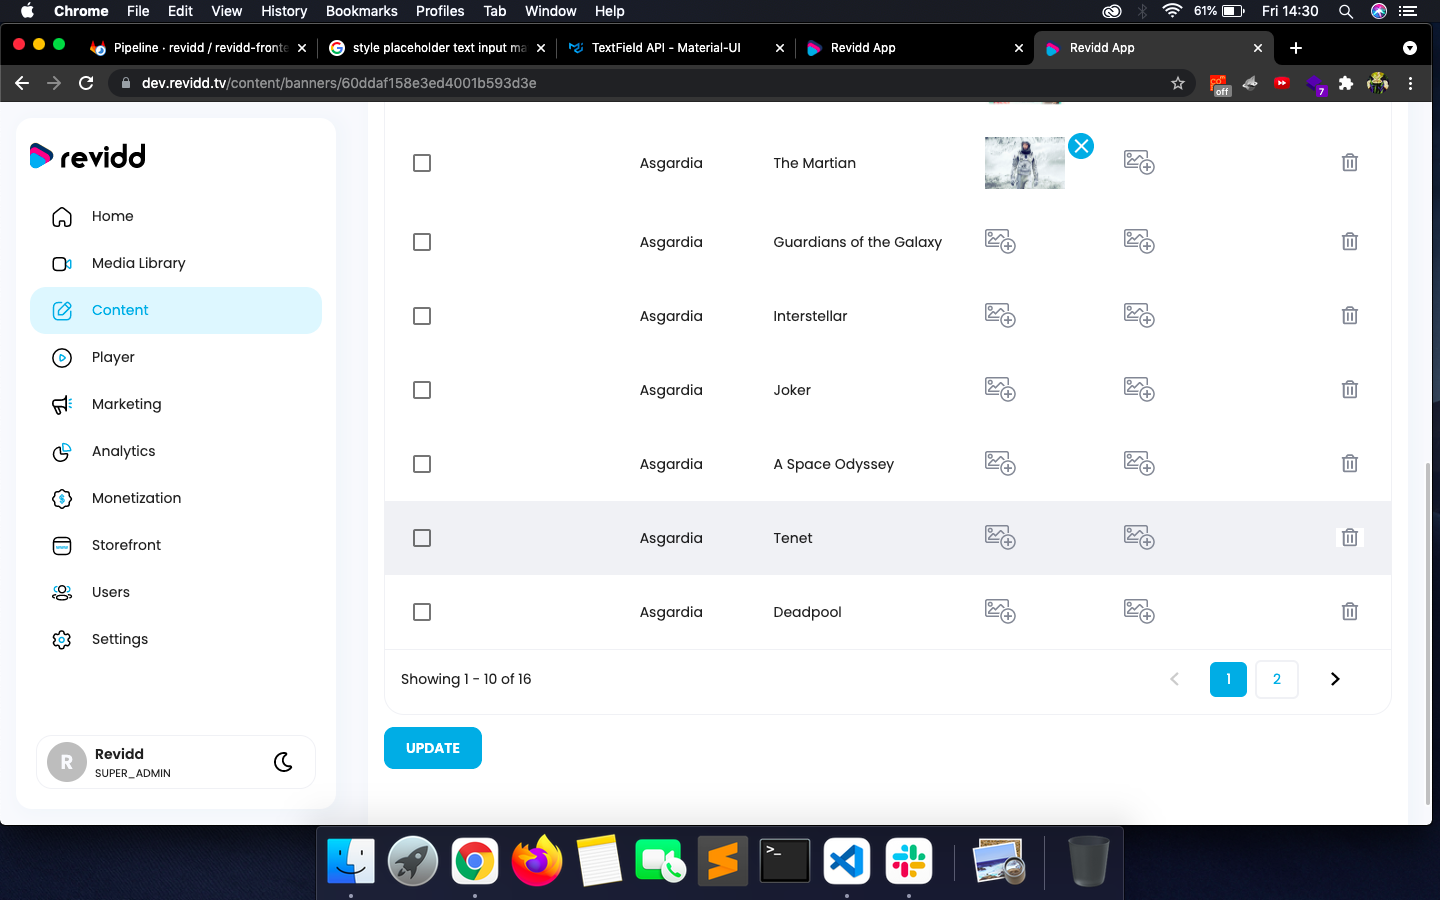 Chrome File Edit View History Bookmarks Profiles Tab Window Help 61% Fri 14:30
Pipeline · revidd / revidd-fronte style placeholder text input ma TextField API - Material-UI Revidd App Revidd App
dev.revidd.tv/content/banners/60ddaf158e3ed4001b593d3e off 7
revidd
Home
Media Library
Content
Player
Marketing
Analytics
Monetization
Storefront
Users
Settings
R Revidd
SUPER_ADMIN
Asgardia The Martian
Asgardia Guardians of the Galaxy
Asgardia Interstellar
Asgardia Joker
Asgardia A Space Odyssey
Asgardia Tenet
Asgardia Deadpool
Showing 1 - 10 of 16 1 2
UPDATE
>_